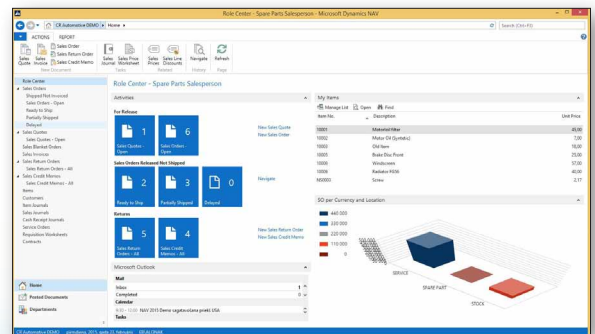 Role Center - Spare Parts Salesperson - Microsoft Dynamics NAV
CR Automotive DEMO Home
Search (Ctrl+F3)
ACTIONS REPORT
Sales Quote
Sales Invoice
Sales Order
Sales Return Order
Sales Credit Memo
Sales Journal
Sales Price Worksheet
Sales Prices
Sales Line Discounts
Navigate
Refresh
New Document
Tasks
Related
History
Page
Role Center
Sales Orders
Shipped Not Invoiced
Sales Orders - Open
Ready to Ship
Partially Shipped
Delayed
Sales Quotes
Sales Quotes - Open
Sales Blanket Orders
Sales Invoices
Sales Return Orders
Sales Return Orders - All
Sales Credit Memos
Sales Credit Memos - All
Items
Customers
Item Journals
Sales Journals
Cash Receipt Journals
Service Orders
Requisition Worksheets
Contracts
Home
Posted Documents
Departments
Role Center - Spare Parts Salesperson
Activities
For Release
1
Sales Quotes - Open
6
Sales Orders - Open
New Sales Quote
New Sales Order
Sales Orders Released Not Shipped
2
Ready to Ship
3
Partially Shipped
0
Delayed
Navigate
Returns
5
Sales Return Orders - All
4
Sales Credit Memos - All
New Sales Return Order
New Sales Credit Memo
Microsoft Outlook
Mail
Inbox 1
Completed 0
Calendar
Tasks
My Items
Manage List Open Find
Item No. Description Unit Price
10001 Material Filter 45,00
10002 7,00
10003 Old Item 10,00
10005 Brake Disc Front 25,00
10006 Windscreen 57,00
40,00
Screw 2,17
SO per Currency and Location
440 000
330 000
220 000
110 000
0
SERVICE
SPARE PART
STOCK
CR Automotive DEMO